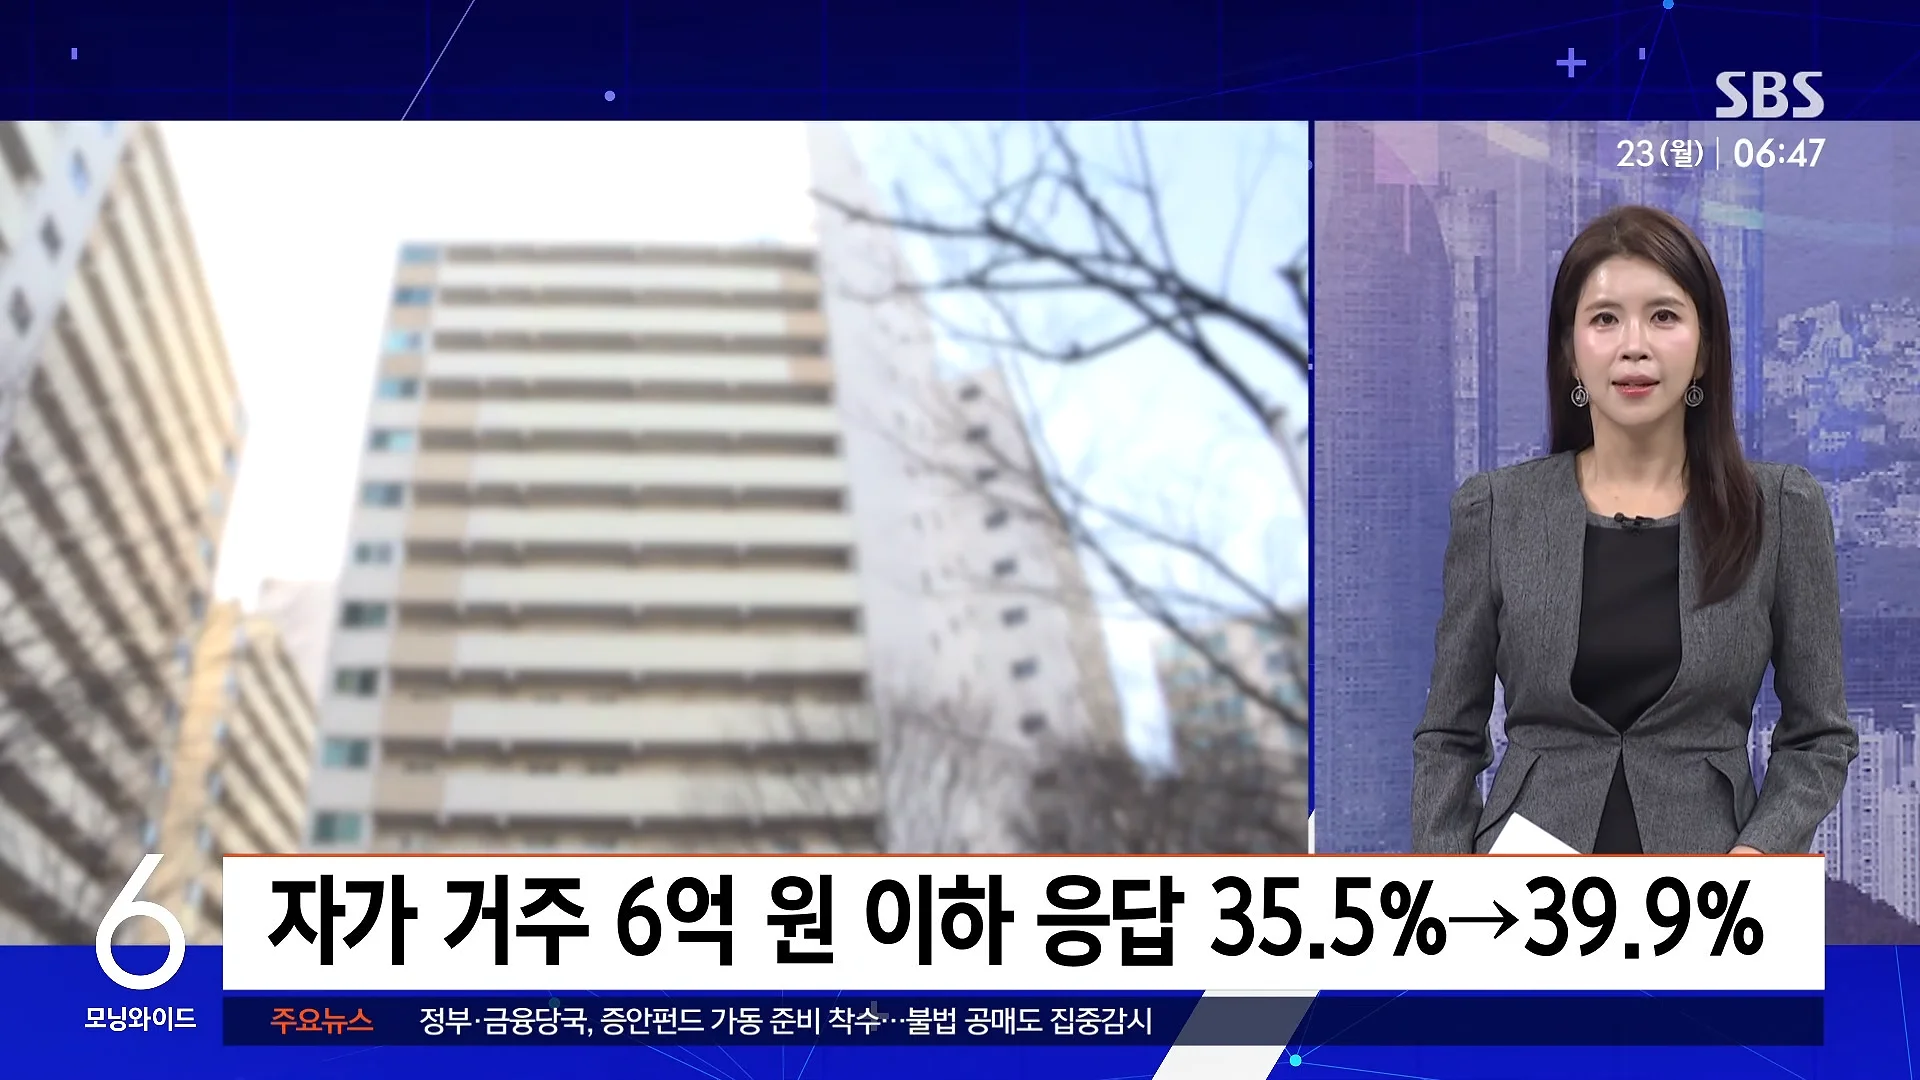 SBS
23(월) | 06:47
자가 거주 6억 원 이하 응답 35.5%→39.9%
6
모닝와이드
주요뉴스 정부·금융당국, 증안펀드 가동 준비 착수…불법 공매도 집중감시